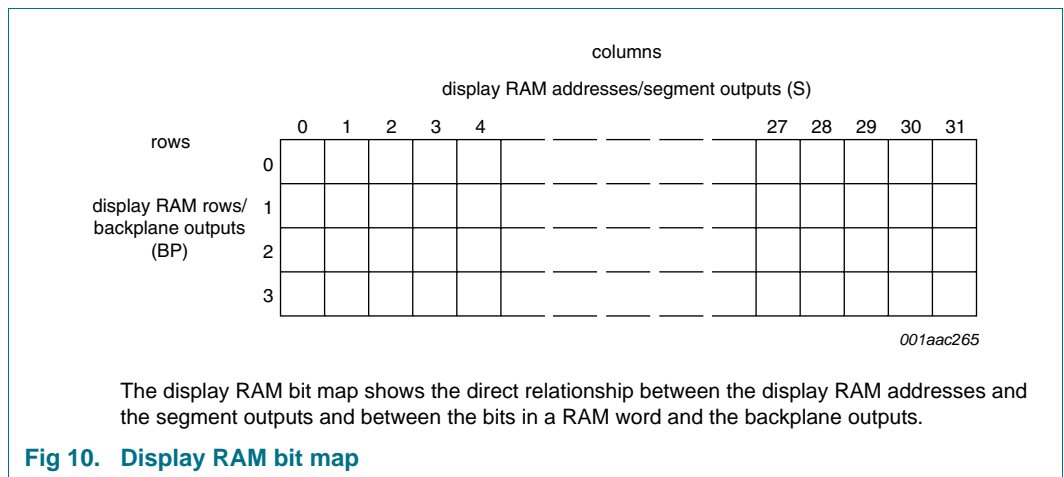 columns
display RAM addresses/segment outputs (S)
0 1 2 3 4 27 28 29 30 31
rows
0
display RAM rows/ 1
backplane outputs
(BP) 2
3
001aac265
The display RAM bit map shows the direct relationship between the display RAM addresses and
the segment outputs and between the bits in a RAM word and the backplane outputs.
Fig 10. Display RAM bit map